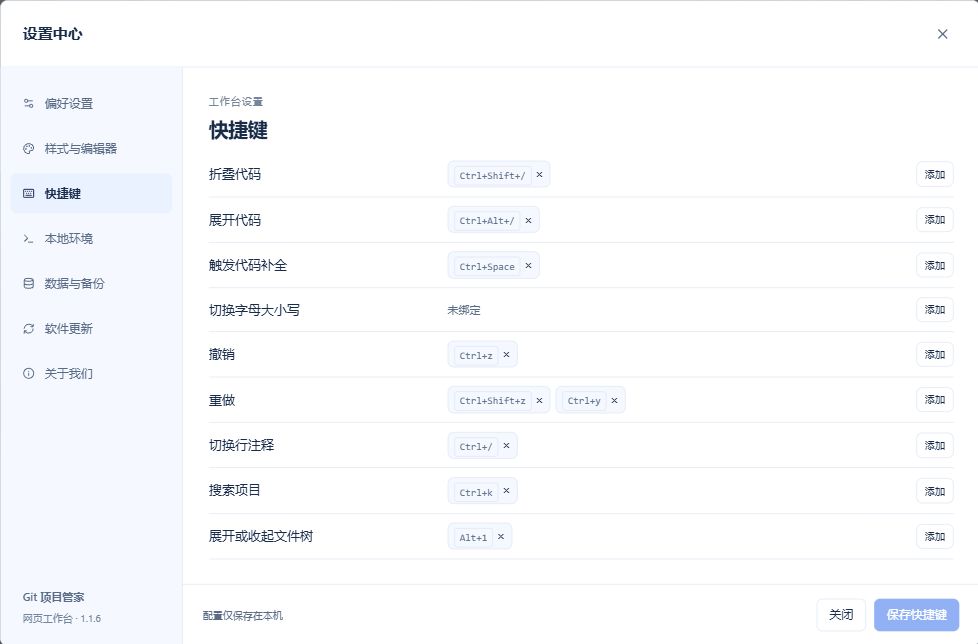 设置中心
偏好设置
样式与编辑器
快捷键
本地环境
数据与备份
软件更新
关于我们
Git 项目管家
网页工作台 · 1.1.6
工作台设置
快捷键
折叠代码 Ctrl+Shift+/ × 添加
展开代码 Ctrl+Alt+/ × 添加
触发代码补全 Ctrl+Space × 添加
切换字母大小写 未绑定 添加
撤销 Ctrl+z × 添加
重做 Ctrl+Shift+z × Ctrl+y × 添加
切换行注释 Ctrl+/ × 添加
搜索项目 Ctrl+k × 添加
展开或收起文件树 Alt+1 × 添加
配置仅保存在本机 关闭 保存快捷键